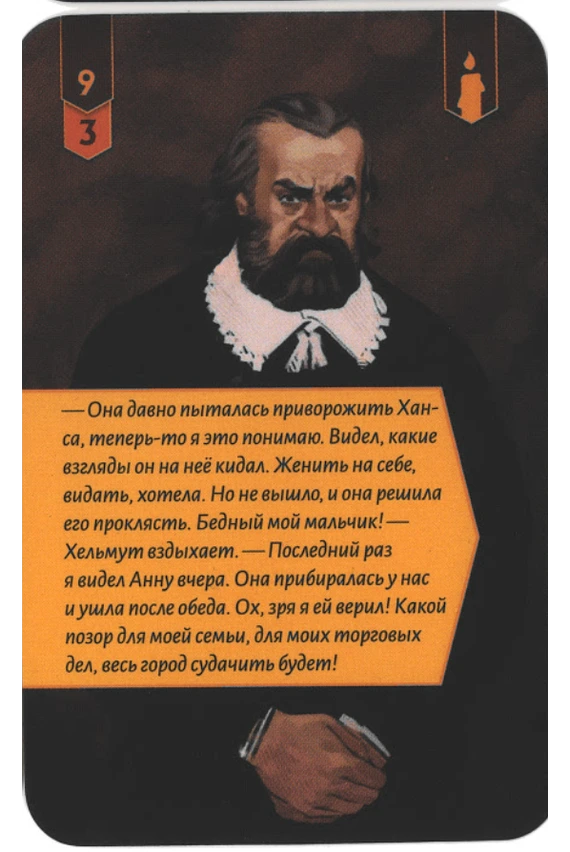 9
3
— Она давно пыталась приворожить Хан-
са, теперь-то я это понимаю. Видел, какие
взгляды он на неё кидал. Женить на себе,
видать, хотела. Но не вышло, и она решила
его проклясть. Бедный мой мальчик! —
Хельмут вздыхает. — Последний раз
я видел Анну вчера. Она прибиралась у нас
и ушла после обеда. Ох, зря я ей верил! Какой
позор для моей семьи, для моих торговых
дел, весь город судачить будет!